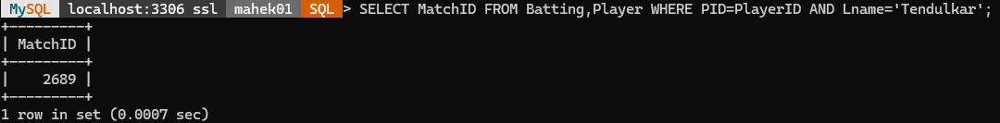 MySQL localhost:3306 ssl mahek01 SQL > SELECT MatchID FROM Batting,Player WHERE PID=PlayerID AND Lname='Tendulkar';
+---------+
| MatchID |
+---------+
|    2689 |
+---------+
1 row in set (0.0007 sec)